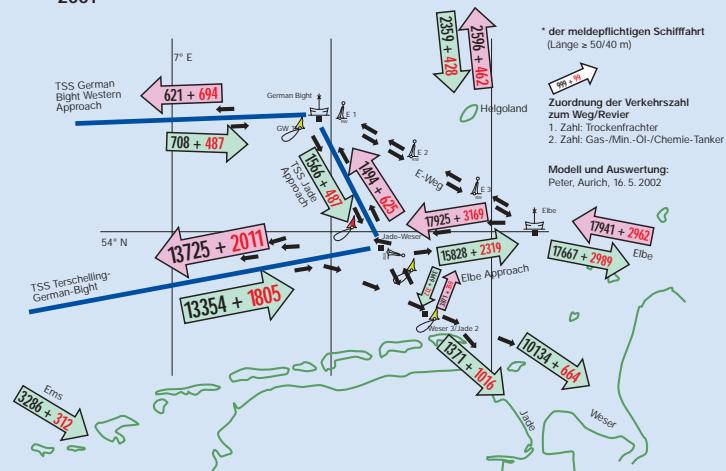 2001
* der meldepflichtigen Schifffahrt
(Länge ≥ 50/40 m)
999 + 99
Zuordnung der Verkehrszahl
zum Weg/Revier
1. Zahl: Trockenfrachter
2. Zahl: Gas-/Min.-Öl-/Chemie-Tanker
Modell und Auswertung:
Peter, Aurich, 16. 5. 2002
7° E
54° N
TSS German
Bight Western
Approach
621 + 694
708 + 487
German Bight
GW
E 1
E 2
E 3
E-Weg
2359 + 428
2596 + 462
Helgoland
TSS Jade
Approach
1566 + 487
1494 + 625
17925 + 3169
Elbe
17941 + 2962
17667 + 2989
Elbe
13725 + 2011
Jade-Weser
15828 + 2319
Elbe Approach
TSS Terschelling-
German-Bight
13354 + 1805
Weser 3/Jade 2
1371 + 1016
10134 + 664
Ems
3286 + 312
Jade
Weser